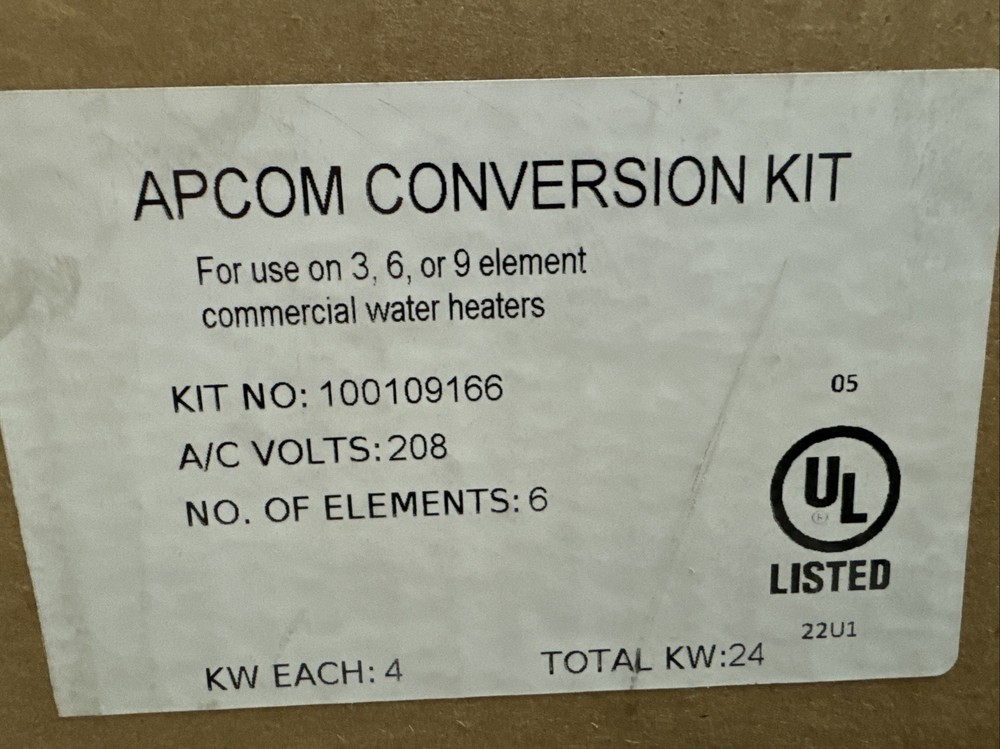 APCOM CONVERSION KIT
For use on 3, 6, or 9 element
commercial water heaters
KIT NO: 100109166
A/C VOLTS:208
NO. OF ELEMENTS: 6
05
UL
®
LISTED
22U1
KW EACH: 4
TOTAL KW:24